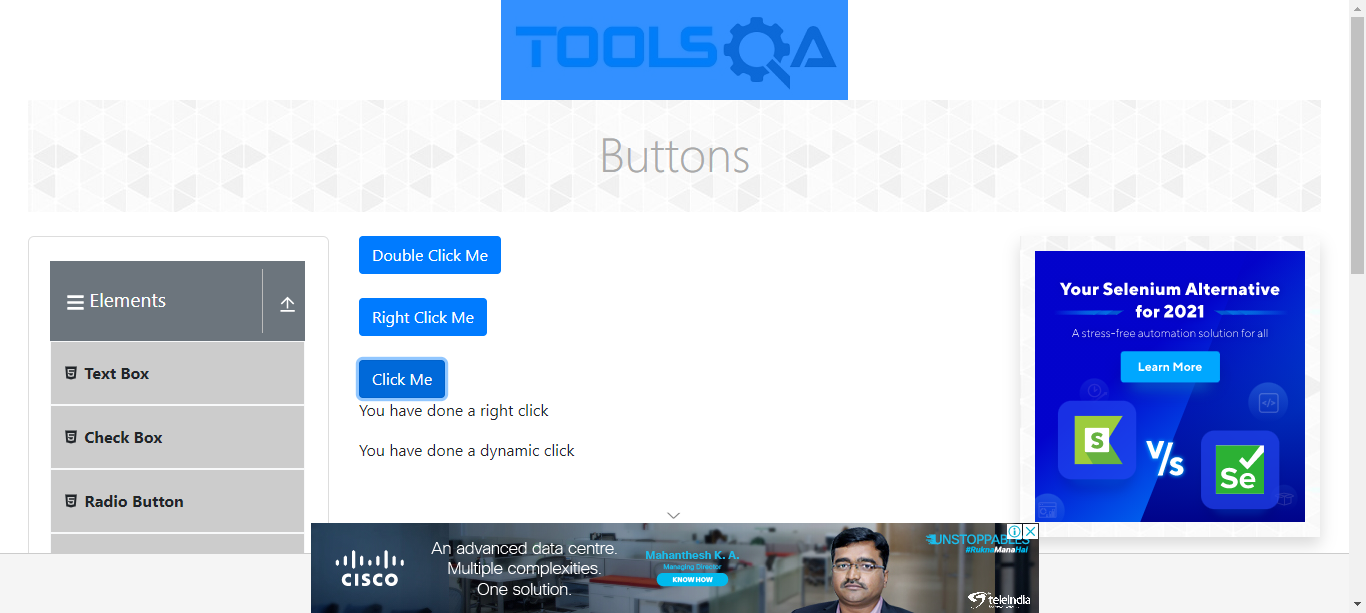 TOOLSQA
Buttons
Elements
Text Box
Check Box
Radio Button
Double Click Me
Right Click Me
Click Me
You have done a right click
You have done a dynamic click
Your Selenium Alternative
for 2021
A stress-free automation solution for all
Learn More
S
V/s
Se
CISCO
An advanced data centre.
Multiple complexities.
One solution.
Mahanthesh K. A.
Managing Director
KNOW HOW
UNSTOPPABLES
#RuknaManaHai
teleindia